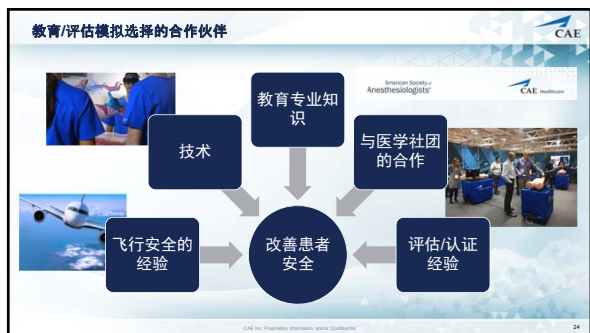 教育/评估模拟选择的合作伙伴
CAE
American Society of
Anesthesiologists®
CAE Healthcare
教育专业知
识
技术
与医学社团
的合作
飞行安全的
经验
改善患者
安全
评估/认证
经验
CAE Inc. Proprietary Information and/or Confidential
24